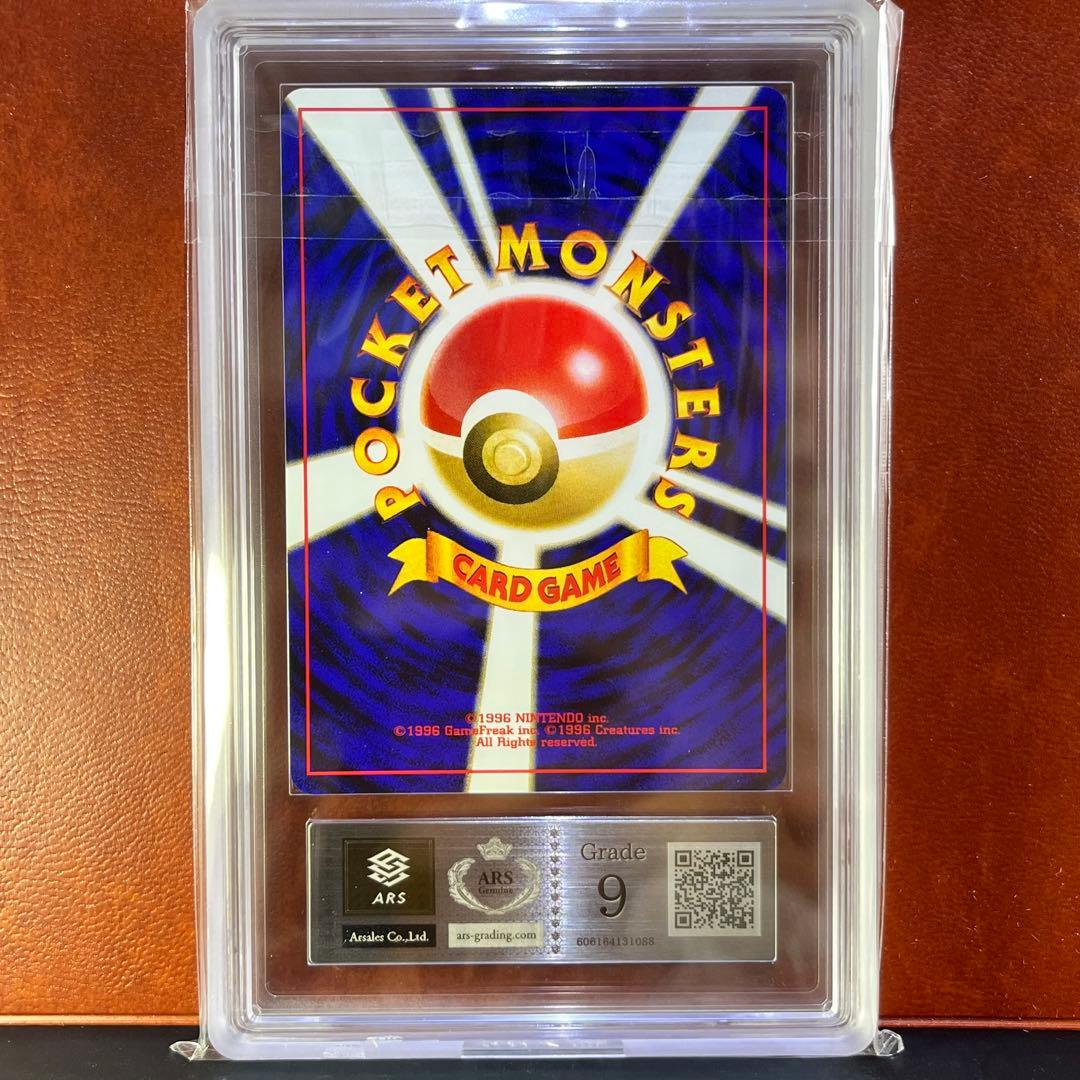 POCKET MONSTERS
CARD GAME
©1996 NINTENDO inc.
©1996 GameFreak inc. ©1996 Creatures inc.
All Rights reserved.
ARS
Arsales Co.,Ltd.
ARS
Genuine
ars-grading.com
Grade
9
606164131088